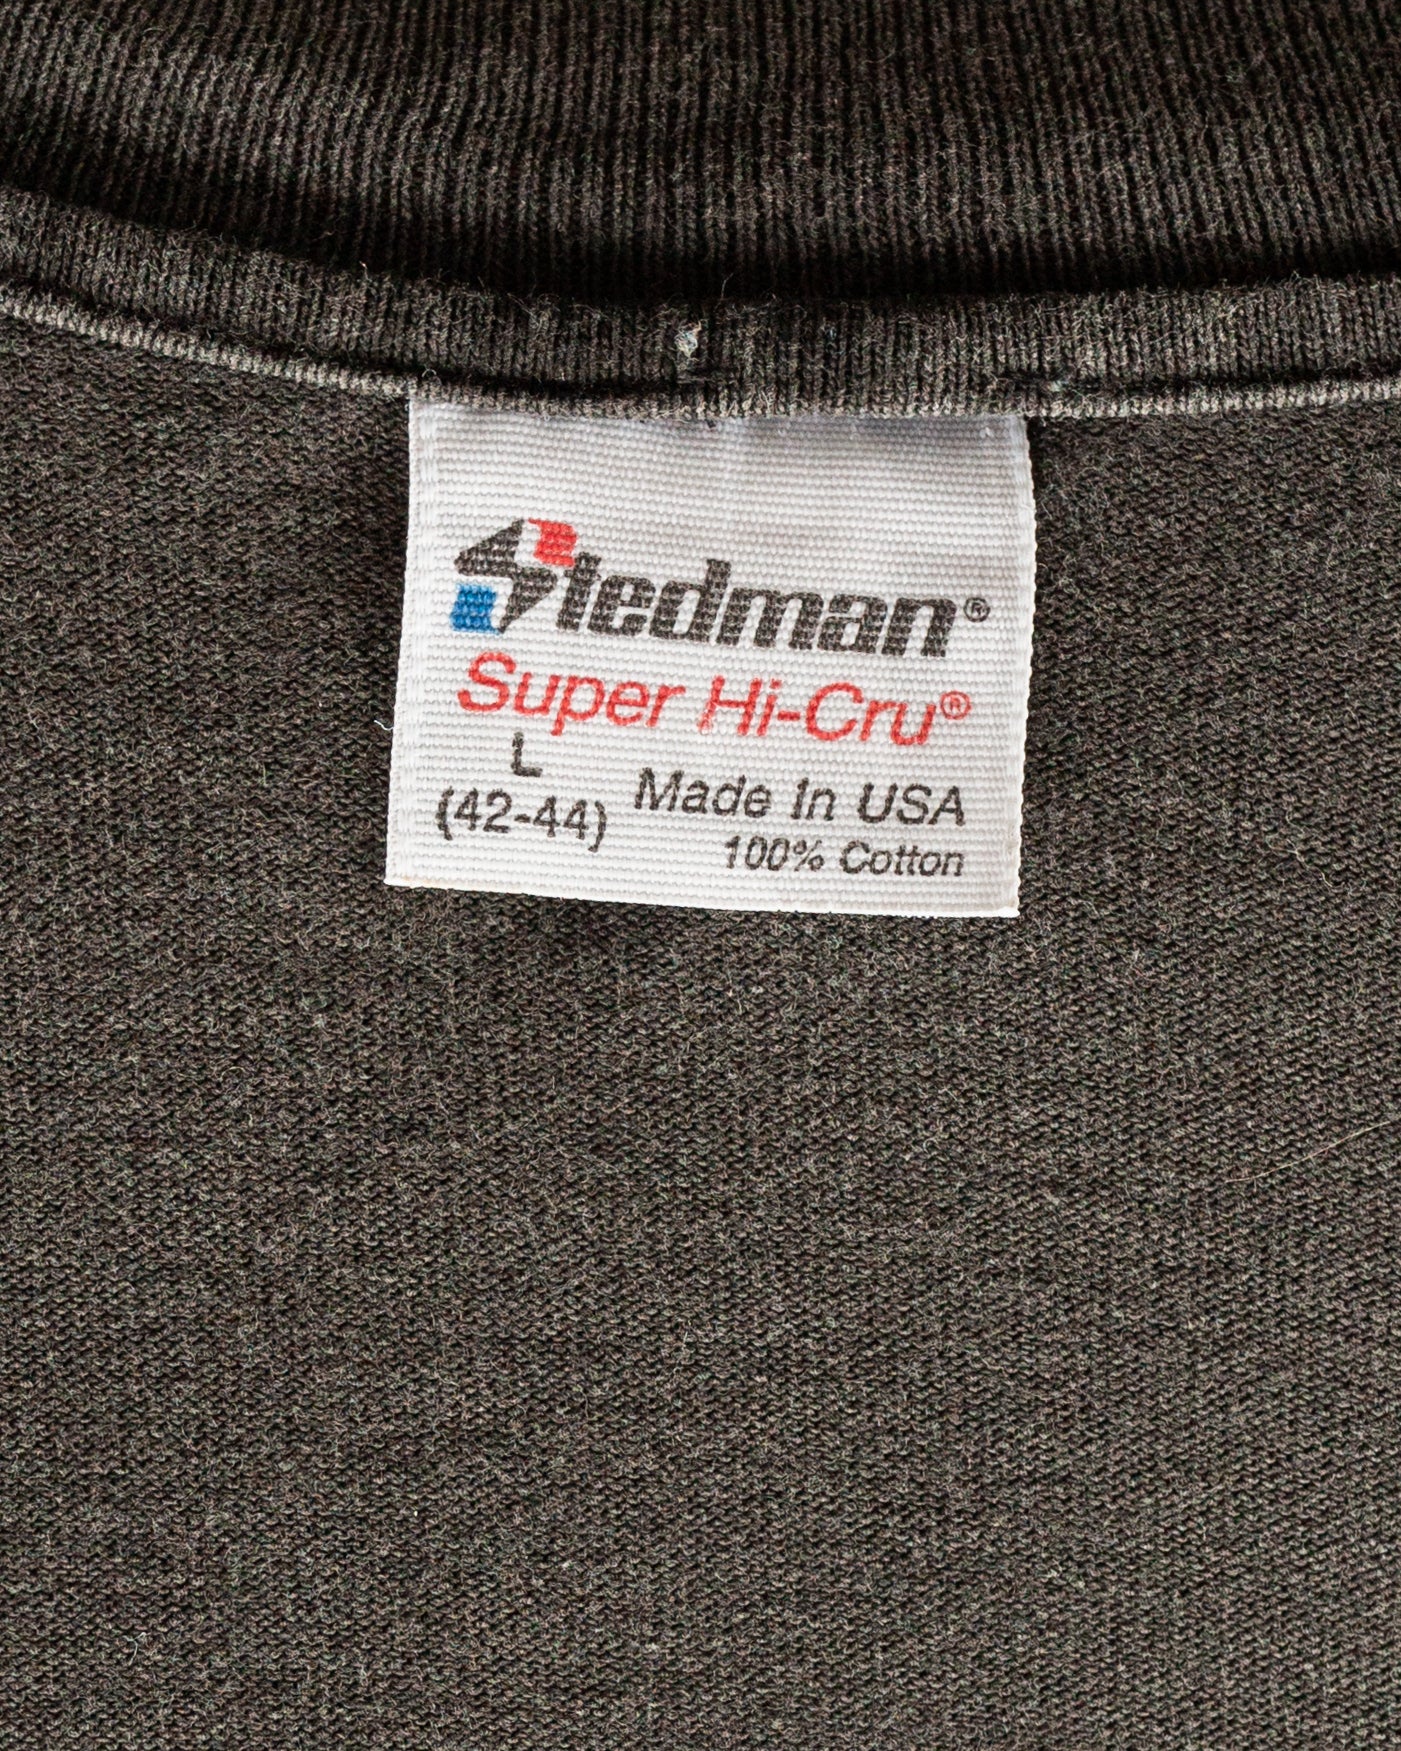 Stedman®
Super Hi-Cru®
L
(42-44)
Made In USA
100% Cotton